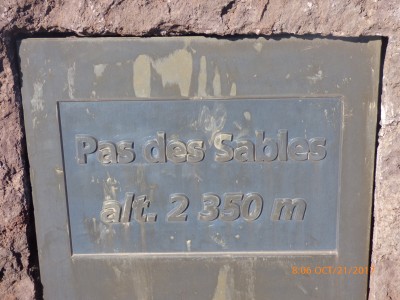 Pas des Sables
alt. 2 350 m